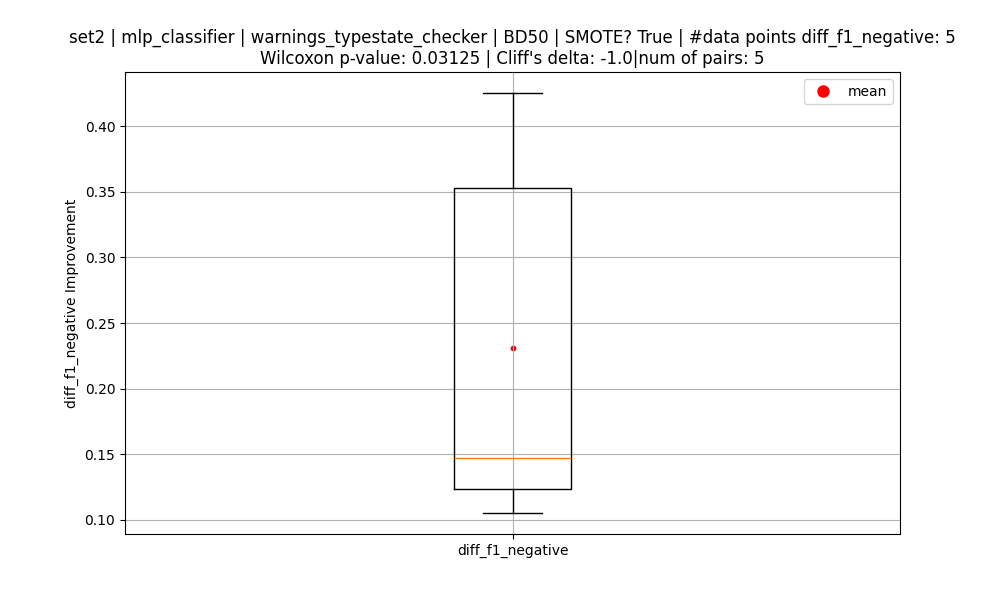 set2 | mlp_classifier | warnings_typestate_checker | BD50 | SMOTE? True | #data points diff_f1_negative: 5
Wilcoxon p-value: 0.03125 | Cliff's delta: -1.0|num of pairs: 5
mean
0.40
0.35
0.30
0.25
0.20
0.15
0.10
diff_f1_negative Improvement
diff_f1_negative